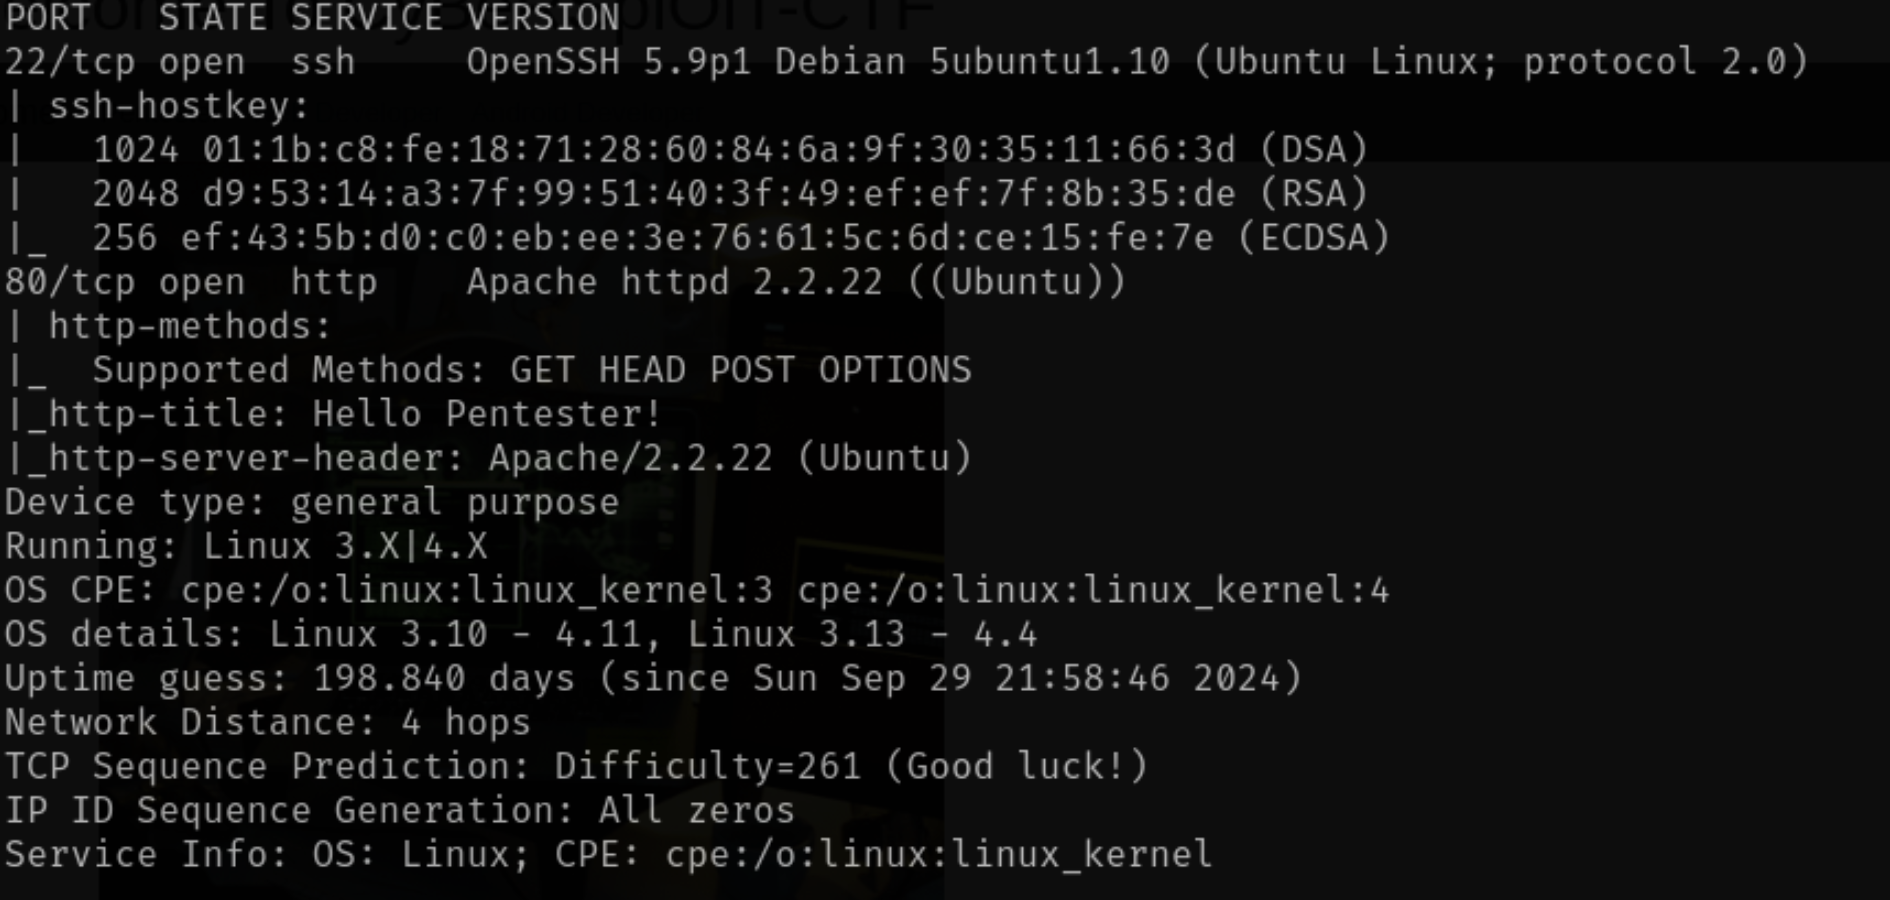 PORT   STATE SERVICE VERSION
22/tcp open  ssh     OpenSSH 5.9p1 Debian 5ubuntu1.10 (Ubuntu Linux; protocol 2.0)
| ssh-hostkey:
|   1024 01:1b:c8:fe:18:71:28:60:84:6a:9f:30:35:11:66:3d (DSA)
|   2048 d9:53:14:a3:7f:99:51:40:3f:49:ef:ef:7f:8b:35:de (RSA)
|_  256 ef:43:5b:d0:c0:eb:ee:3e:76:61:5c:6d:ce:15:fe:7e (ECDSA)
80/tcp open  http    Apache httpd 2.2.22 ((Ubuntu))
| http-methods:
|_  Supported Methods: GET HEAD POST OPTIONS
|_http-title: Hello Pentester!
|_http-server-header: Apache/2.2.22 (Ubuntu)
Device type: general purpose
Running: Linux 3.X|4.X
OS CPE: cpe:/o:linux:linux_kernel:3 cpe:/o:linux:linux_kernel:4
OS details: Linux 3.10 - 4.11, Linux 3.13 - 4.4
Uptime guess: 198.840 days (since Sun Sep 29 21:58:46 2024)
Network Distance: 4 hops
TCP Sequence Prediction: Difficulty=261 (Good luck!)
IP ID Sequence Generation: All zeros
Service Info: OS: Linux; CPE: cpe:/o:linux:linux_kernel